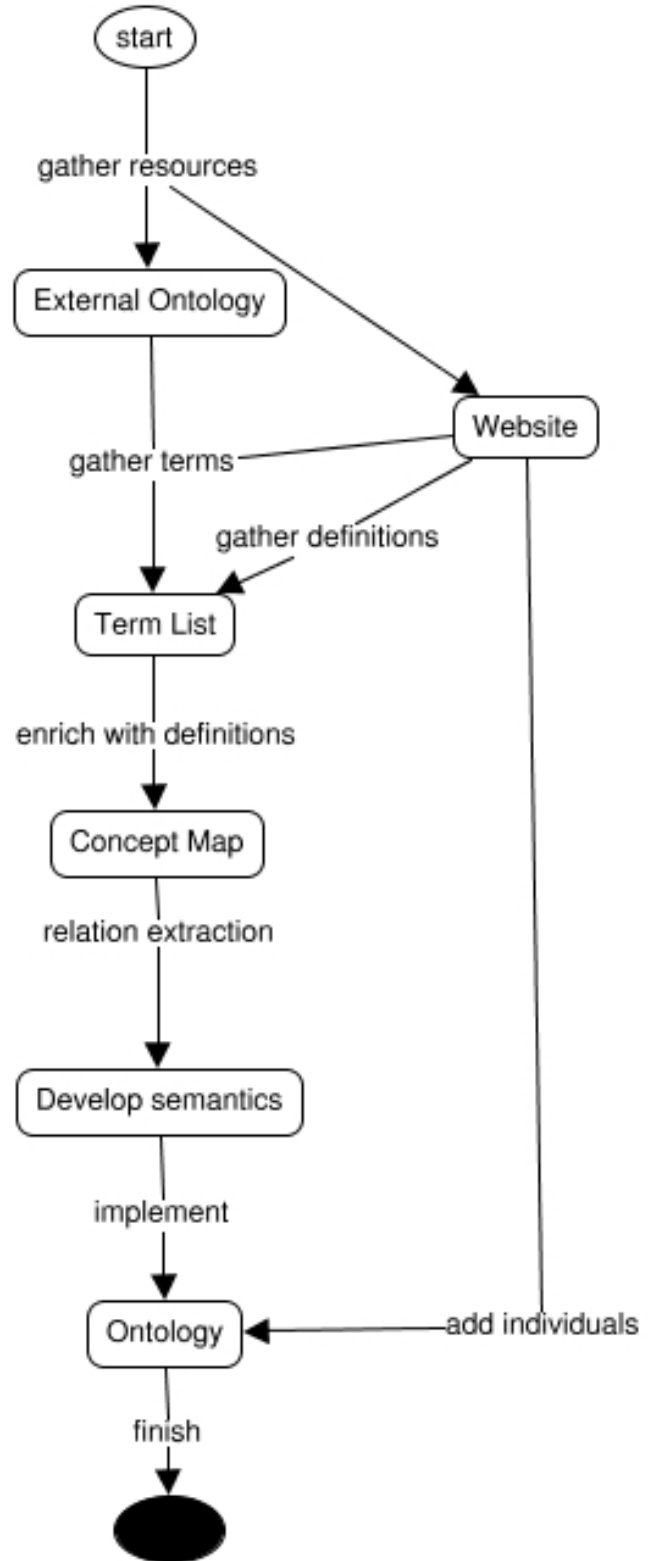 start
gather resources
External Ontology
Website
gather terms
gather definitions
Term List
enrich with definitions
Concept Map
relation extraction
Develop semantics
implement
Ontology
add individuals
finish